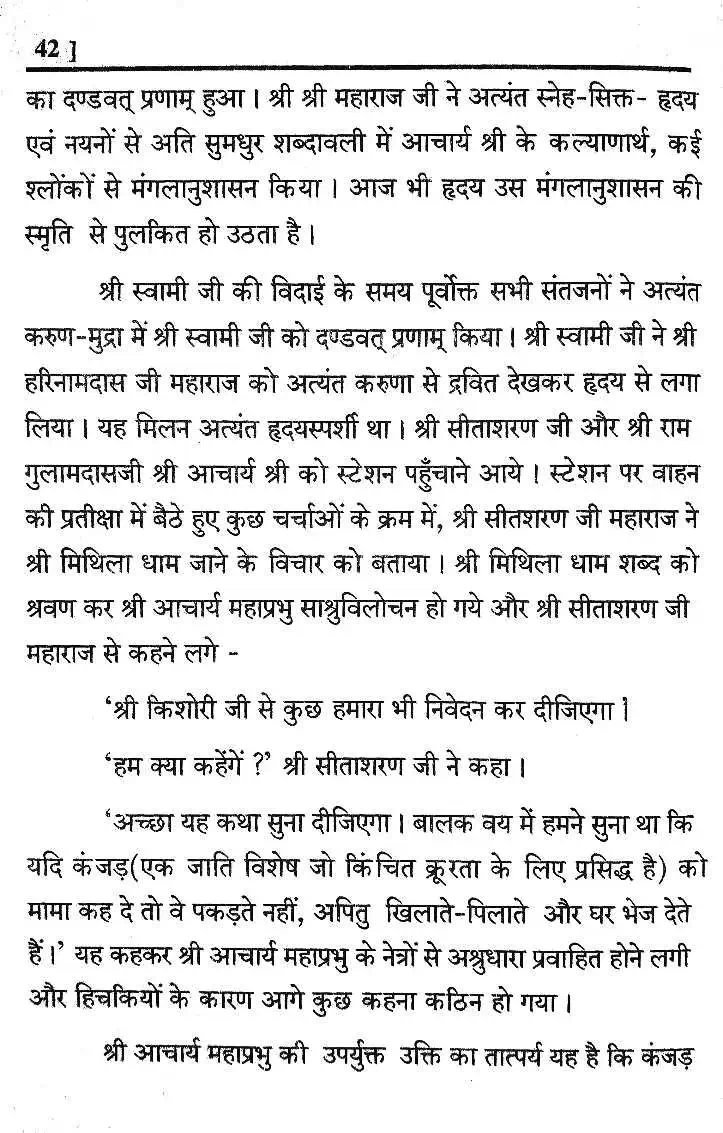 42 ]
का दण्डवत् प्रणाम् हुआ । श्री श्री महाराज जी ने अत्यंत स्नेह-सिक्त- हृदय
एवं नयनों से अति सुमधुर शब्दावली में आचार्य श्री के कल्याणार्थ, कई
श्लोंकों से मंगलानुशासन किया । आज भी हृदय उस मंगलानुशासन की
स्मृति से पुलकित हो उठता है ।
श्री स्वामी जी की विदाई के समय पूर्वोक्त सभी संतजनों ने अत्यंत
करुण-मुद्रा में श्री स्वामी जी को दण्डवत् प्रणाम् किया । श्री स्वामी जी ने श्री
हरिनामदास जी महाराज को अत्यंत करुणा से द्रवित देखकर हृदय से लगा
लिया । यह मिलन अत्यंत हृदयस्पर्शी था । श्री सीताशरण जी और श्री राम
गुलामदासजी श्री आचार्य श्री को स्टेशन पहुँचाने आये । स्टेशन पर वाहन
की प्रतीक्षा में बैठे हुए कुछ चर्चाओं के क्रम में, श्री सीतशरण जी महाराज ने
श्री मिथिला धाम जाने के विचार को बताया । श्री मिथिला धाम शब्द को
श्रवण कर श्री आचार्य महाप्रभु साश्रुविलोचन हो गये और श्री सीताशरण जी
महाराज से कहने लगे -
‘श्री किशोरी जी से कुछ हमारा भी निवेदन कर दीजिएगा ।
‘हम क्या कहेंगें ?’ श्री सीताशरण जी ने कहा ।
‘अच्छा यह कथा सुना दीजिएगा । बालक वय में हमने सुना था कि
यदि कंजड़(एक जाति विशेष जो किंचित क्रूरता के लिए प्रसिद्ध है) को
मामा कह दे तो वे पकड़ते नहीं, अपितु खिलाते-पिलाते और घर भेज देते
हैं।’ यह कहकर श्री आचार्य महाप्रभु के नेत्रों से अश्रुधारा प्रवाहित होने लगी
और हिचकियों के कारण आगे कुछ कहना कठिन हो गया ।
श्री आचार्य महाप्रभु की उपर्युक्त उक्ति का तात्पर्य यह है कि कंजड़